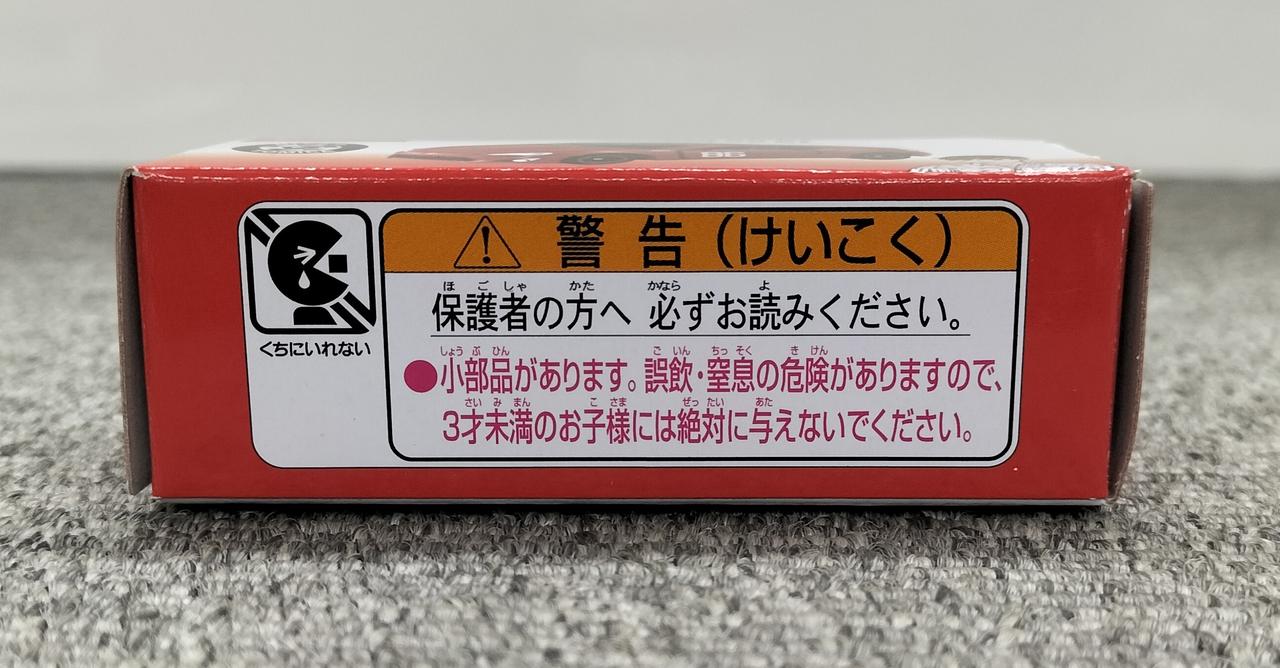 警告（けいこく）
保護者の方へ 必ずお読みください。
●小部品があります。誤飲・窒息の危険がありますので、
3才未満のお子様には絶対に与えないでください。
くちにいれない